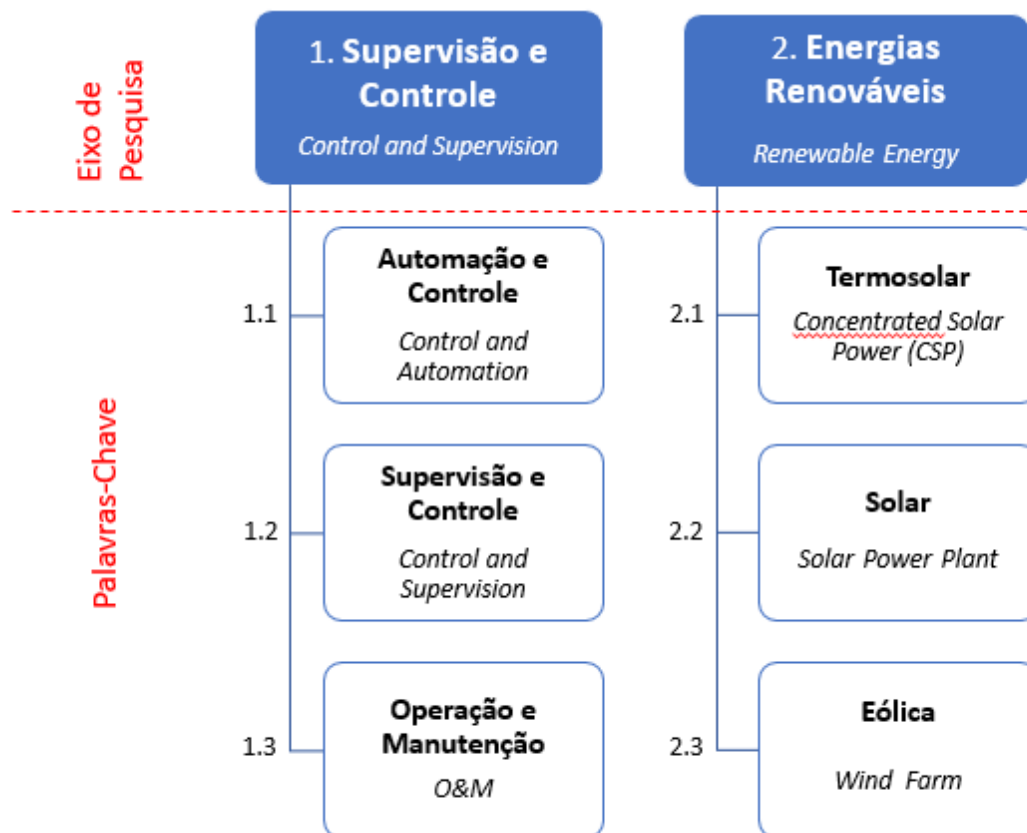 Eixo de
Pesquisa
1. Supervisão e
Controle
Control and Supervision
2. Energias
Renováveis
Renewable Energy
Palavras-Chave
1.1
Automação e
Controle
Control and
Automation
2.1
Termosolar
Concentrated Solar
Power (CSP)
1.2
Supervisão e
Controle
Control and
Supervision
2.2
Solar
Solar Power Plant
1.3
Operação e
Manutenção
O&M
2.3
Eólica
Wind Farm